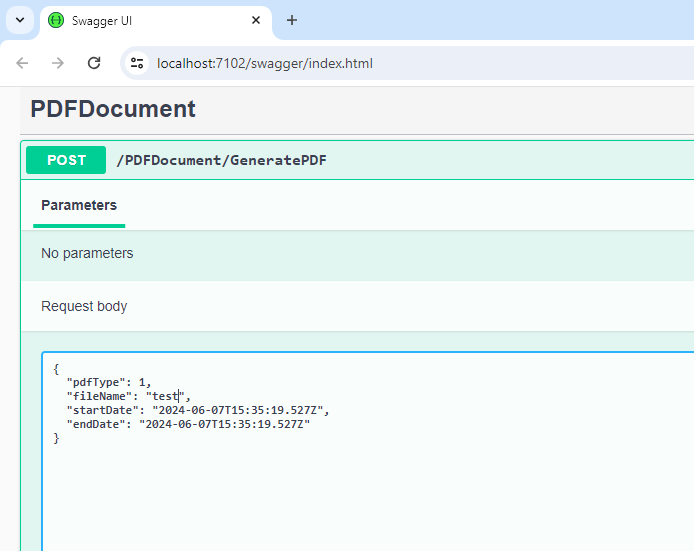 Swagger UI
localhost:7102/swagger/index.html
PDFDocument
POST /PDFDocument/GeneratePDF
Parameters
No parameters
Request body
{
"pdfType": 1,
"fileName": "test",
"startDate": "2024-06-07T15:35:19.527Z",
"endDate": "2024-06-07T15:35:19.527Z"
}